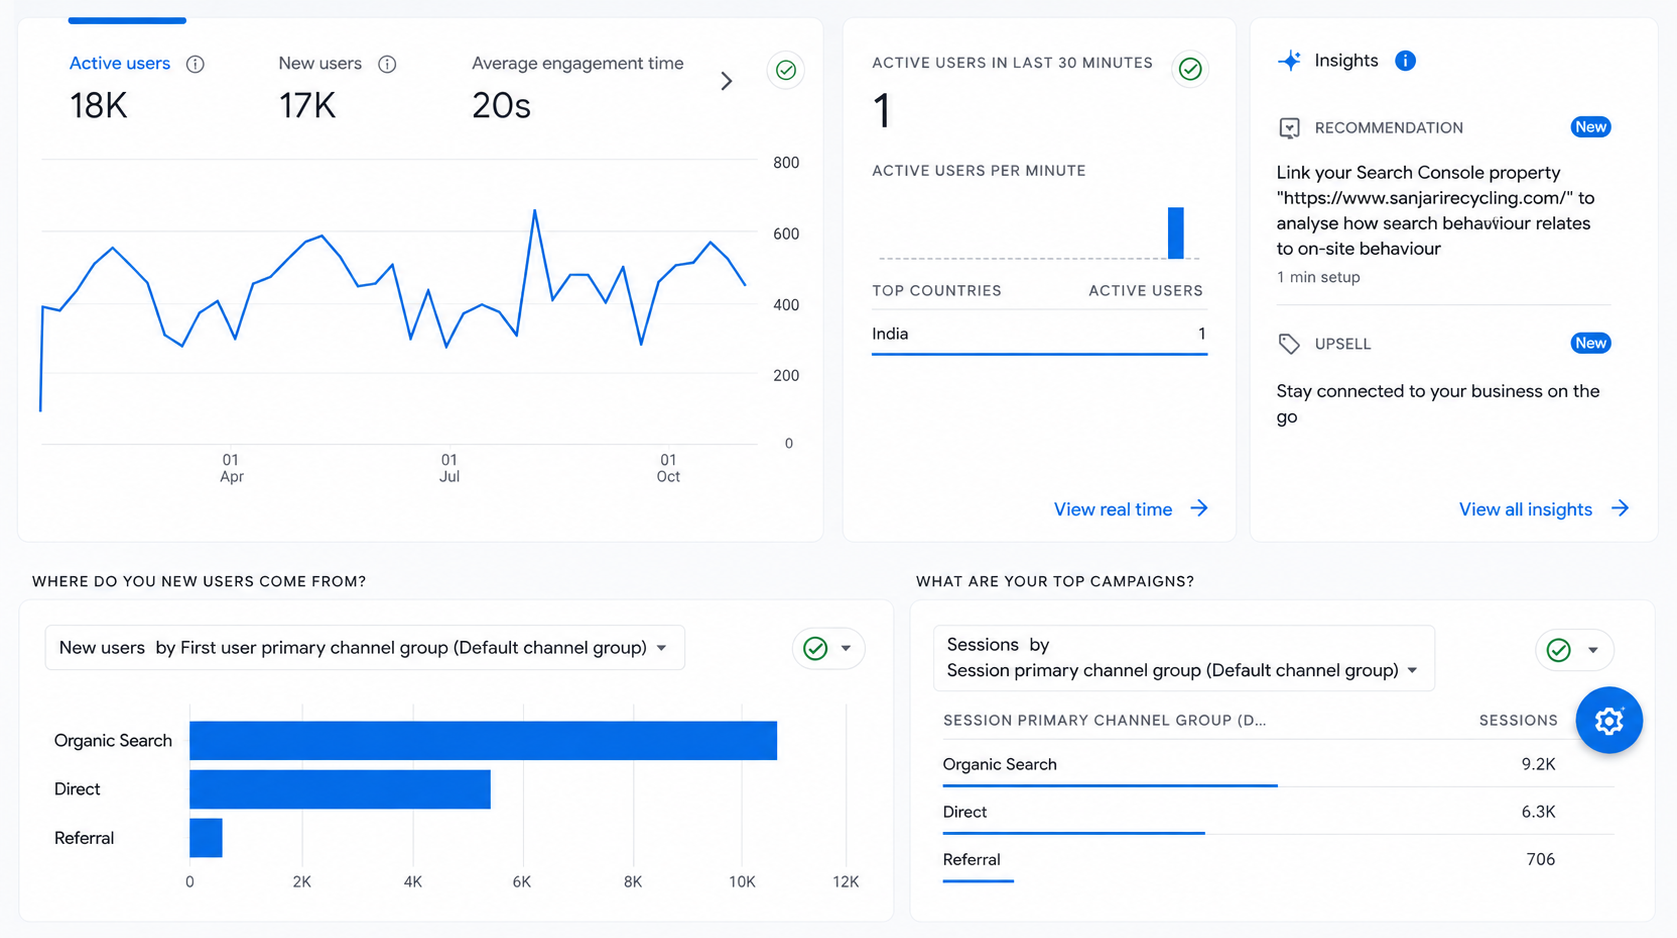 Active users
New users
Average engagement time
18K
17K
20s
800
600
400
200
0
01
Apr
01
Jul
01
Oct
ACTIVE USERS IN LAST 30 MINUTES
1
ACTIVE USERS PER MINUTE
TOP COUNTRIES ACTIVE USERS
India 1
View real time
Insights
RECOMMENDATION New
Link your Search Console property
"https://www.sanjarirecycling.com/" to
analyse how search behaviour relates
to on-site behaviour
1 min setup
UPSELL New
Stay connected to your business on the
go
View all insights
WHERE DO YOU NEW USERS COME FROM?
New users by First user primary channel group (Default channel group)
Organic Search
Direct
Referral
0 2K 4K 6K 8K 10K 12K
WHAT ARE YOUR TOP CAMPAIGNS?
Sessions by
Session primary channel group (Default channel group)
SESSION PRIMARY CHANNEL GROUP (D... SESSIONS
Organic Search 9.2K
Direct 6.3K
Referral 706